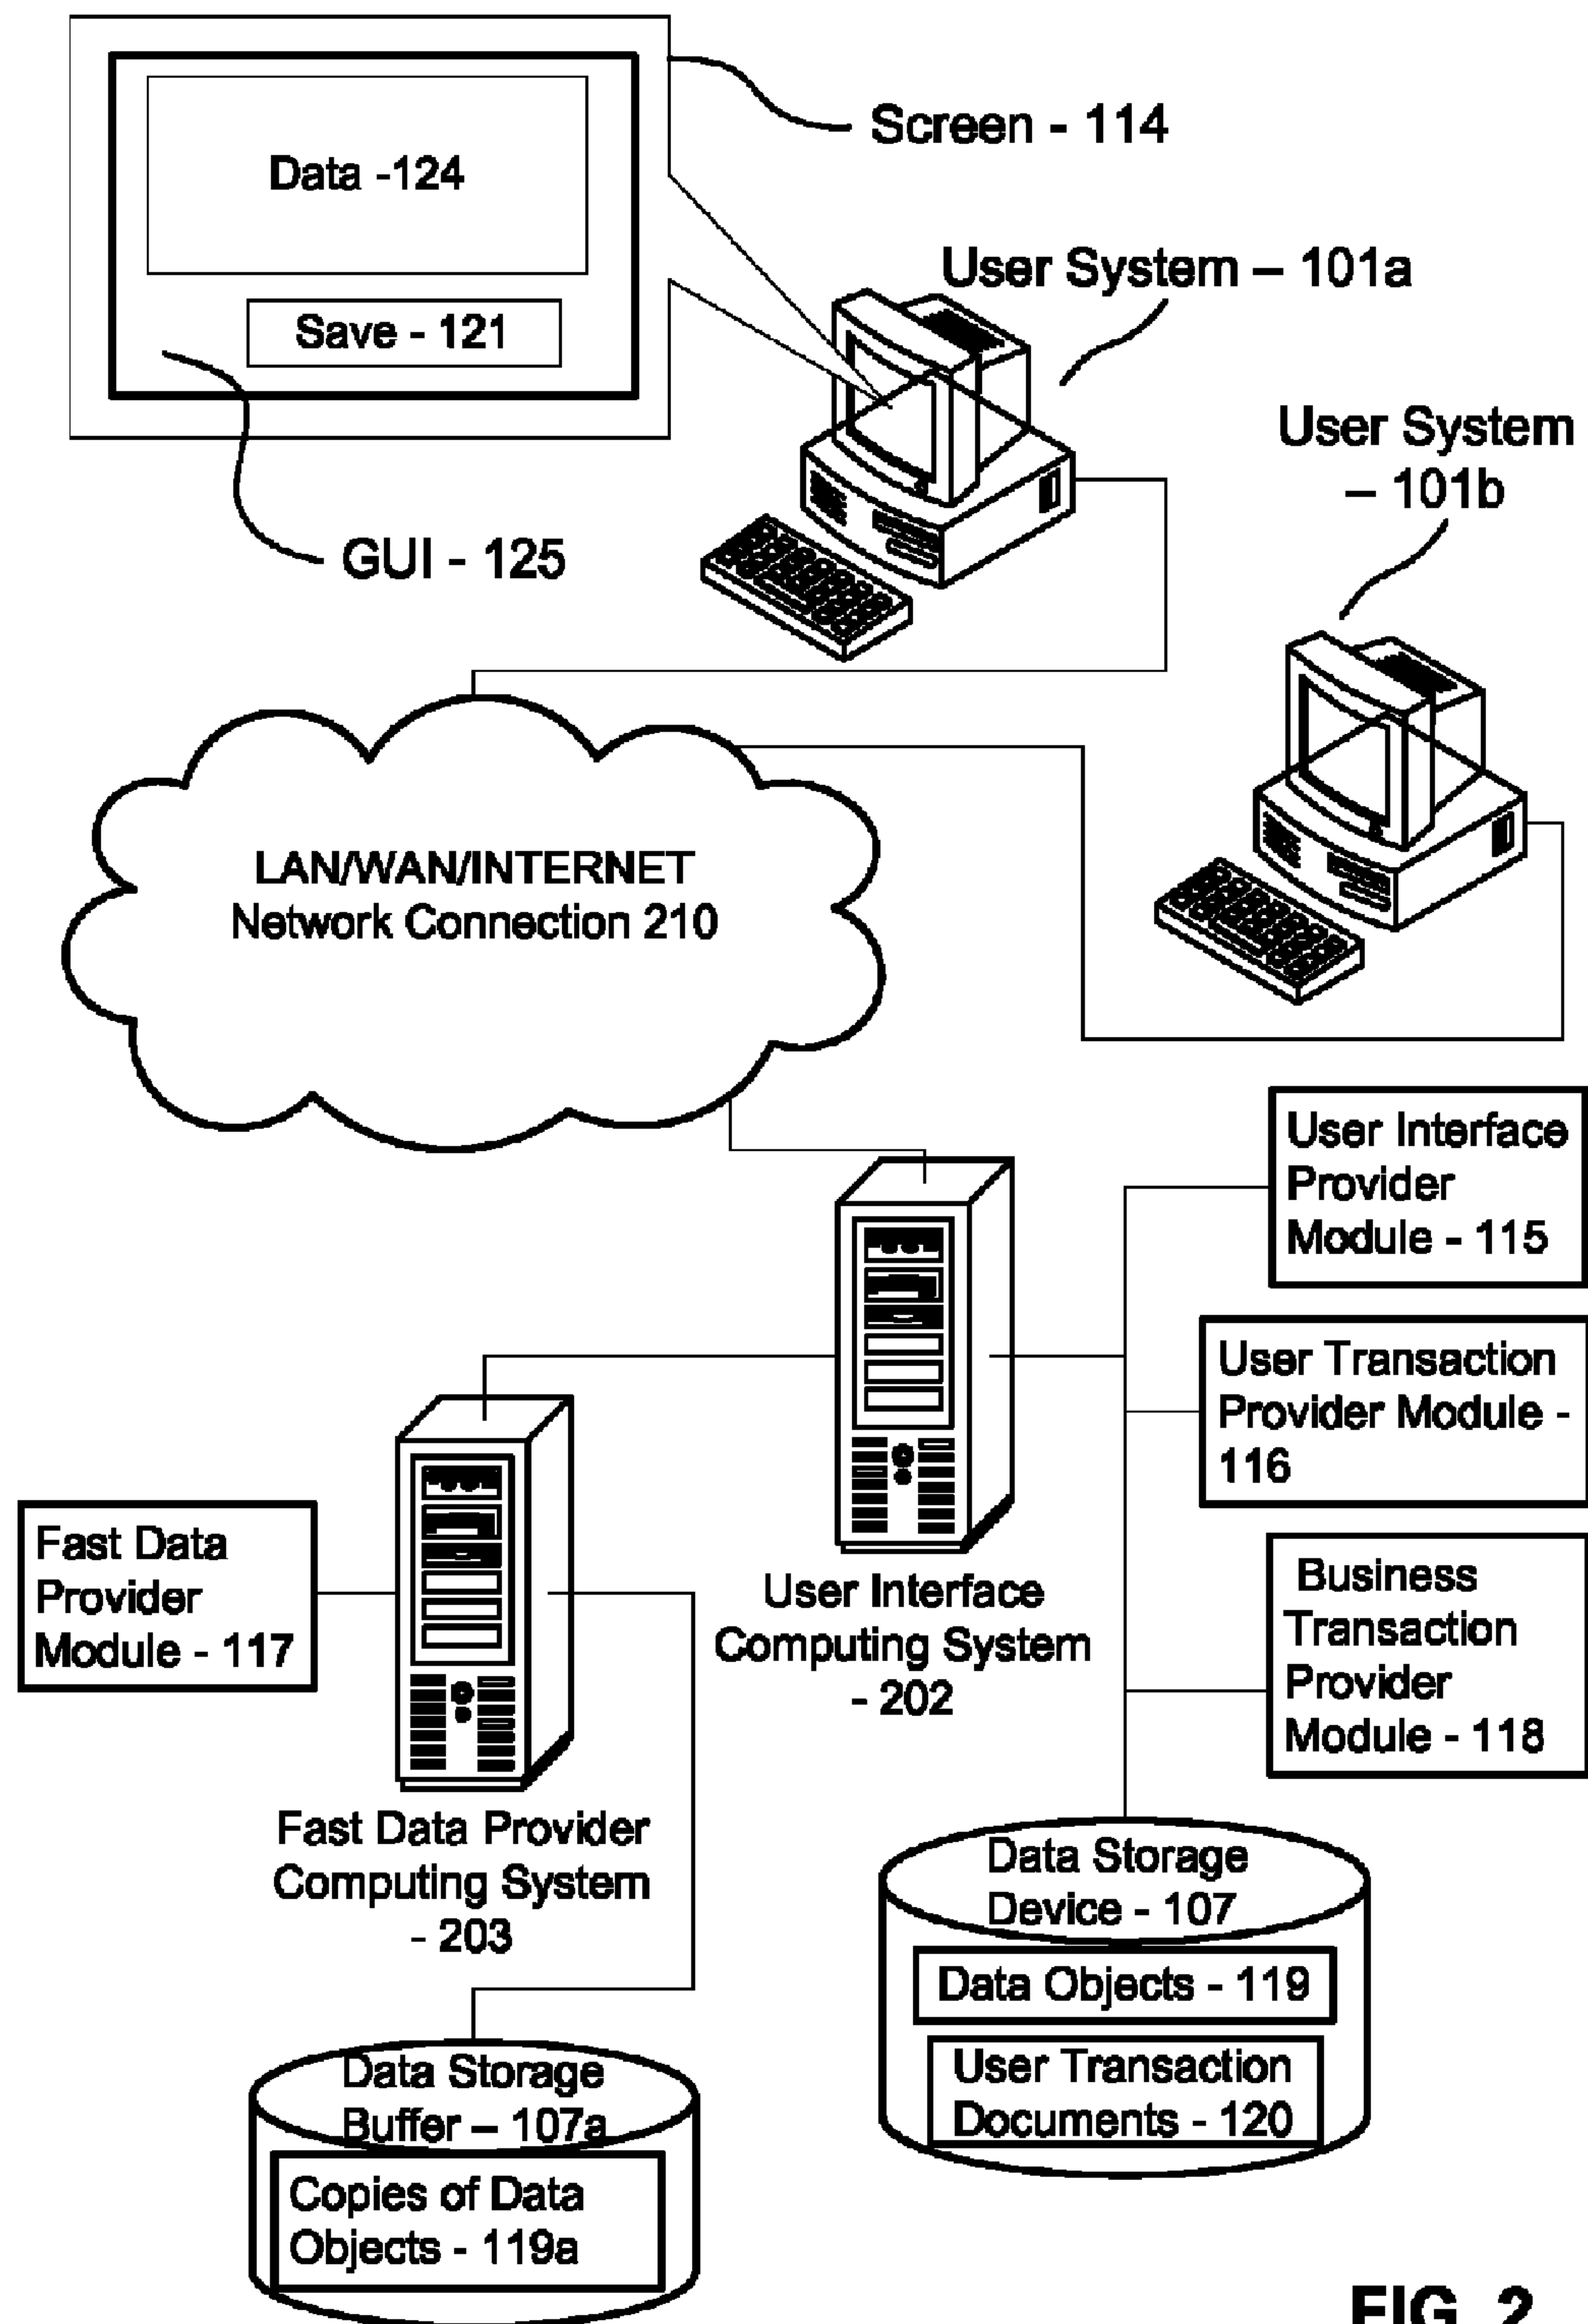 Screen - 114
Data -124
Save - 121
GUI - 125
User System – 101a
User System
– 101b
LAN/WAN/INTERNET
Network Connection 210
User Interface
Provider
Module - 115
User Transaction
Provider Module -
116
Business
Transaction
Provider
Module - 118
Fast Data
Provider
Module - 117
User Interface
Computing System
- 202
Fast Data Provider
Computing System
- 203
Data Storage
Device - 107
Data Objects - 119
User Transaction
Documents - 120
Data Storage
Buffer – 107a
Copies of Data
Objects - 119a
FIG. 2